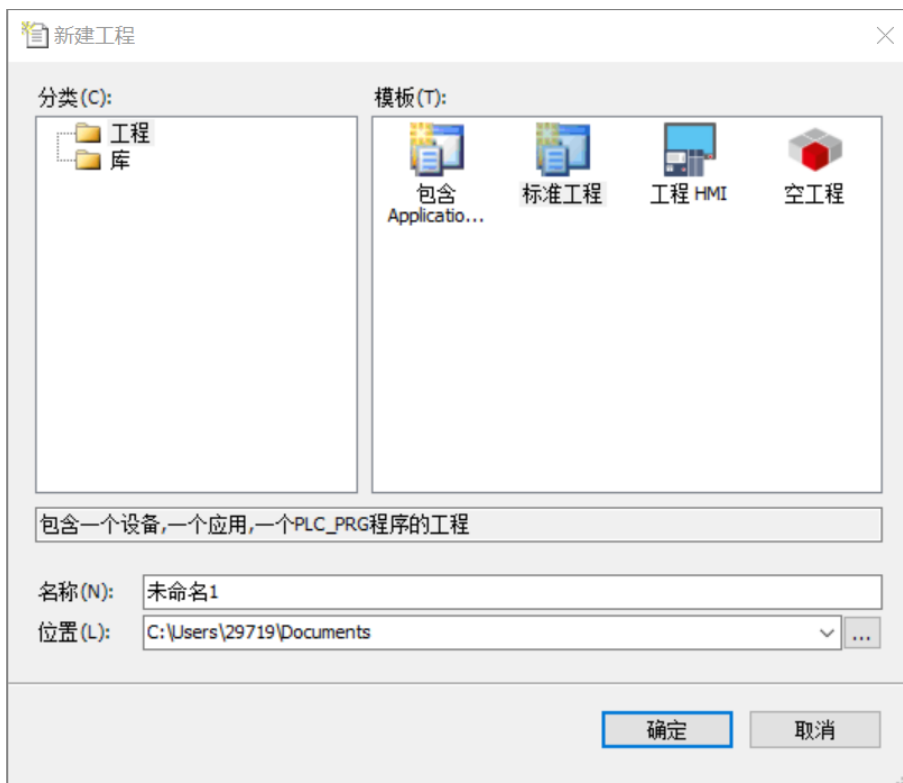 新建工程
分类(C):
模板(T):
工程
库
包含
Applicatio...
标准工程
工程 HMI
空工程
包含一个设备,一个应用,一个PLC_PRG程序的工程
名称(N):
未命名1
位置(L):
C:\Users\29719\Documents
...
确定
取消